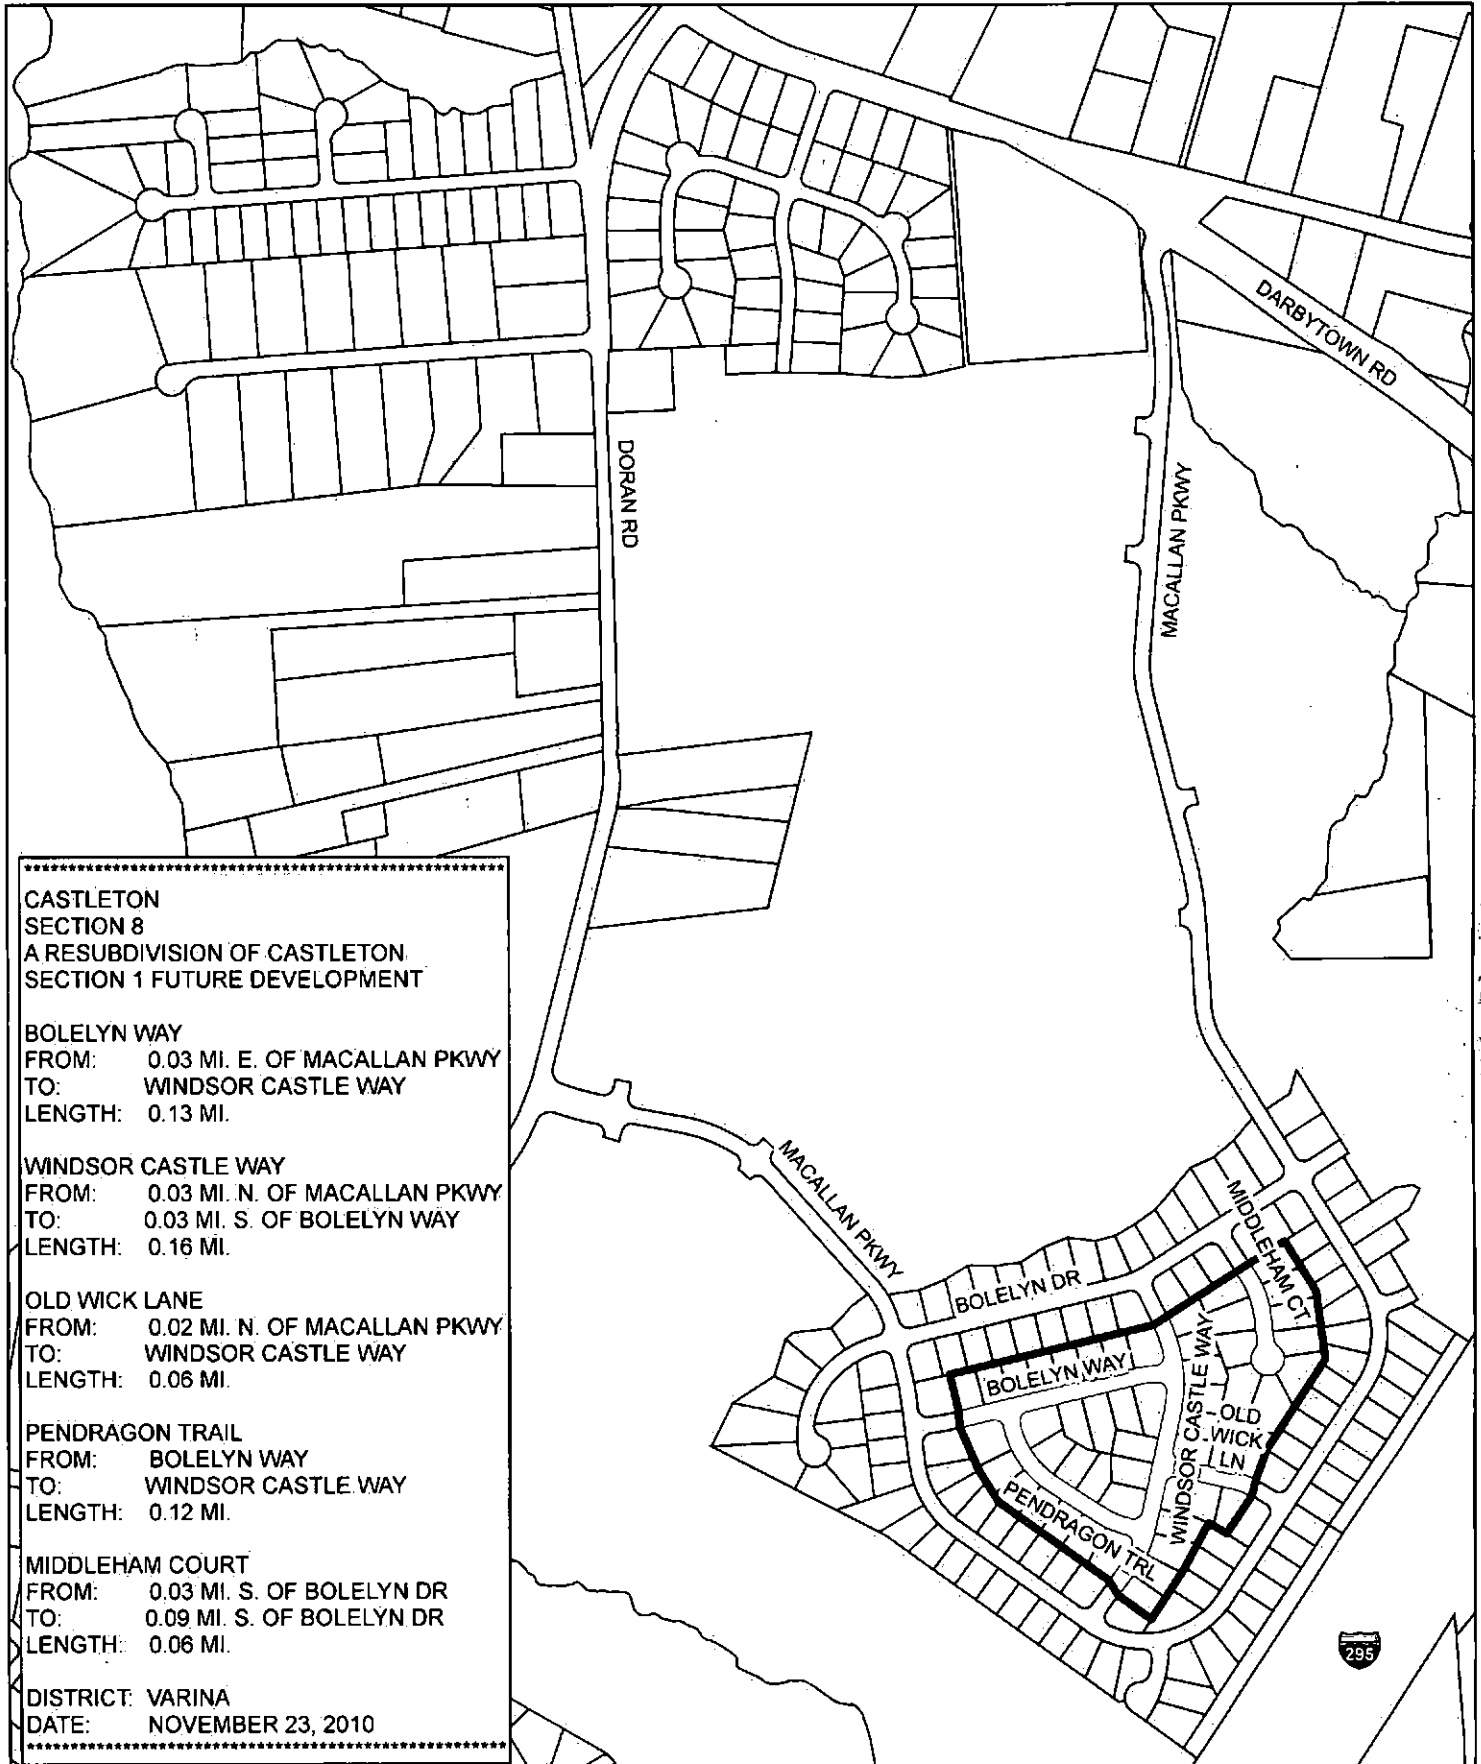 DARBYTOWN RD
DORAN RD
MACALLAN PKWY
**************************************************
CASTLETON
SECTION 8
A RESUBDIVISION OF CASTLETON
SECTION 1 FUTURE DEVELOPMENT
BOLELYN WAY
FROM: 0.03 MI. E. OF MACALLAN PKWY
TO: WINDSOR CASTLE WAY
LENGTH: 0.13 MI.
WINDSOR CASTLE WAY
FROM: 0.03 MI. N. OF MACALLAN PKWY
TO: 0.03 MI. S. OF BOLELYN WAY
LENGTH: 0.16 MI.
OLD WICK LANE
FROM: 0.02 MI. N. OF MACALLAN PKWY
TO: WINDSOR CASTLE WAY
LENGTH: 0.06 MI.
PENDRAGON TRAIL
FROM: BOLELYN WAY
TO: WINDSOR CASTLE WAY
LENGTH: 0.12 MI.
MIDDLEHAM COURT
FROM: 0.03 MI. S. OF BOLELYN DR
TO: 0.09 MI. S. OF BOLELYN DR
LENGTH: 0.06 MI.
DISTRICT: VARINA
DATE: NOVEMBER 23, 2010
**************************************************
MACALLAN PKWY
MIDDLEHAM CT
BOLELYN DR
BOLELYN WAY
WINDSOR CASTLE WAY
OLD
WICK
LN
PENDRAGON TRL
295